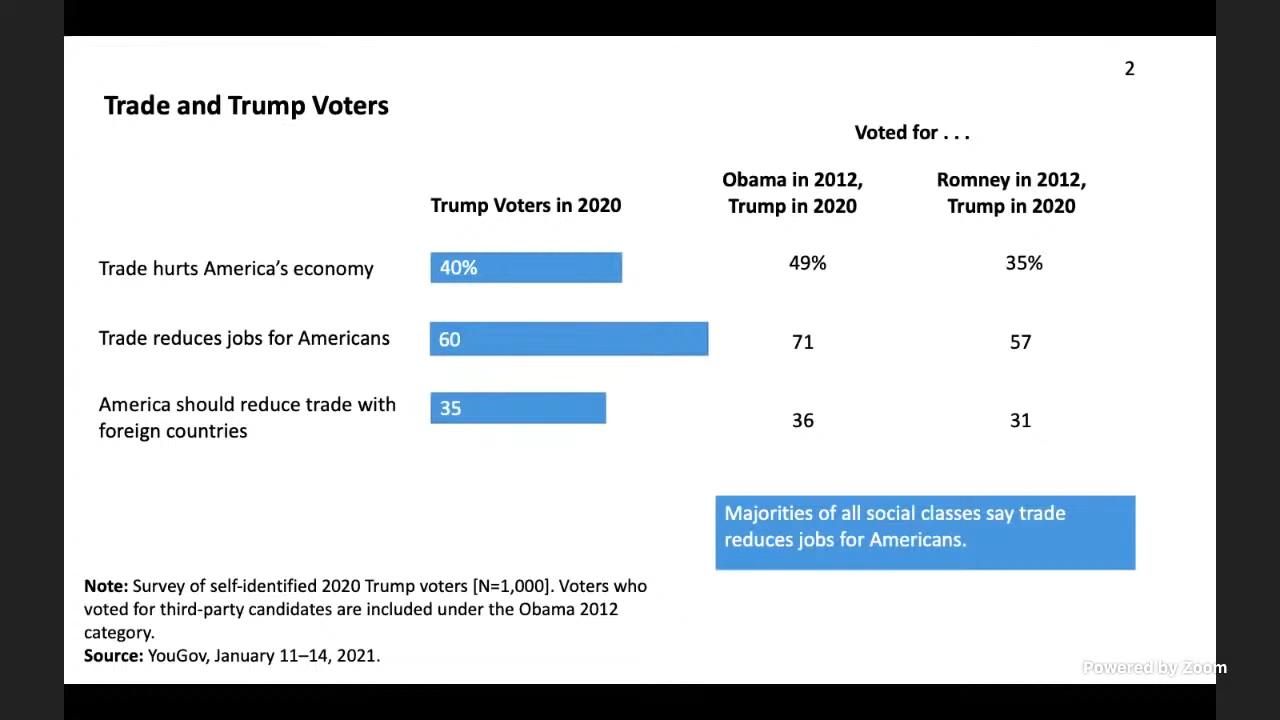 2
Trade and Trump Voters
Voted for . . .
Trump Voters in 2020
Obama in 2012,
Trump in 2020
Romney in 2012,
Trump in 2020
Trade hurts America’s economy
40%
49%
35%
Trade reduces jobs for Americans
60
71
57
America should reduce trade with
foreign countries
35
36
31
Majorities of all social classes say trade
reduces jobs for Americans.
Note: Survey of self-identified 2020 Trump voters [N=1,000]. Voters who
voted for third-party candidates are included under the Obama 2012
category.
Source: YouGov, January 11–14, 2021.
Powered by Zoom